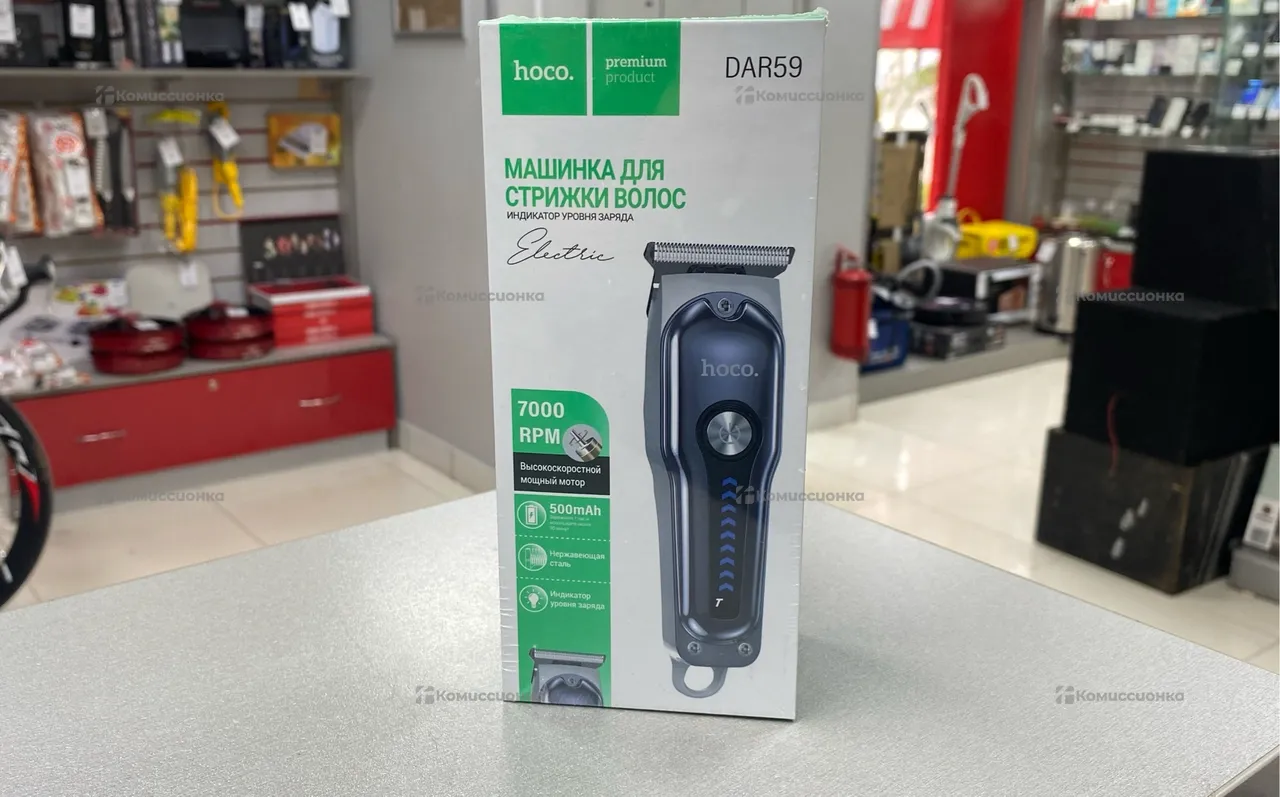 hoco.
premium
product
DAR59
МАШИНКА ДЛЯ
СТРИЖКИ ВОЛОС
ИНДИКАТОР УРОВНЯ ЗАРЯДА
Electric
hoco.
7000
RPM
Высокоскоростной
мощный мотор
500mAh
Нержавеющая
сталь
Индикатор
уровня заряда
T
Комиссионка
Комиссионка
Комиссионка
Комиссионка
Комиссионка
Комиссионка
Комиссионка
Комиссионка